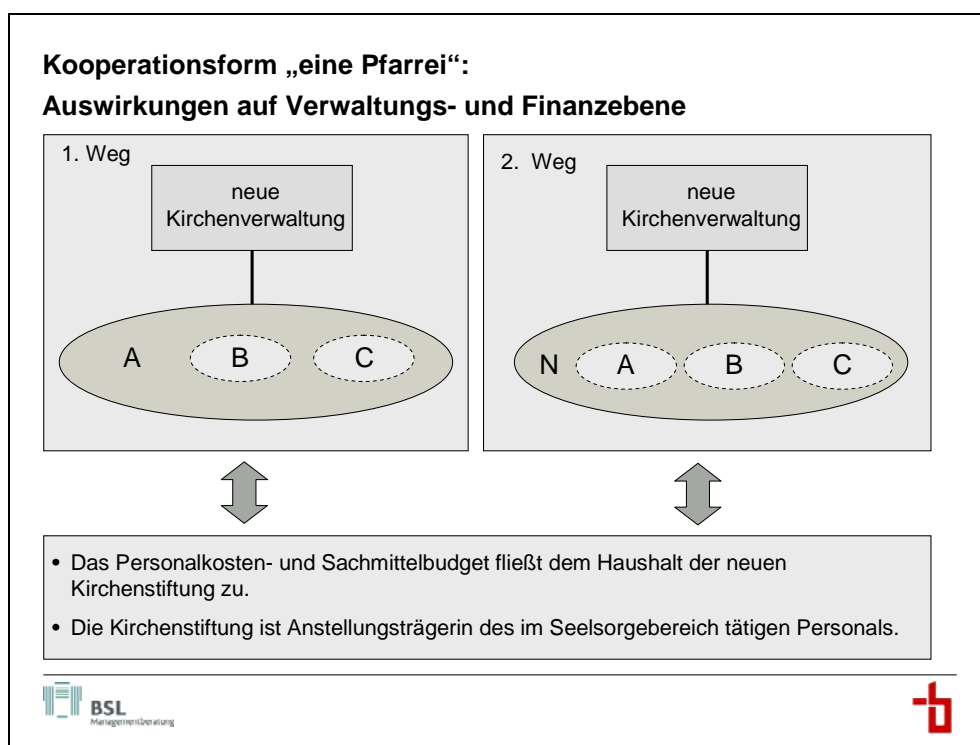 Kooperationsform „eine Pfarrei“:
Auswirkungen auf Verwaltungs- und Finanzebene
1. Weg
neue
Kirchenverwaltung
A B C
2. Weg
neue
Kirchenverwaltung
N A B C
• Das Personalkosten- und Sachmittelbudget fließt dem Haushalt der neuen
Kirchenstiftung zu.
• Die Kirchenstiftung ist Anstellungsträgerin des im Seelsorgebereich tätigen Personals.
BSL
Managementberatung